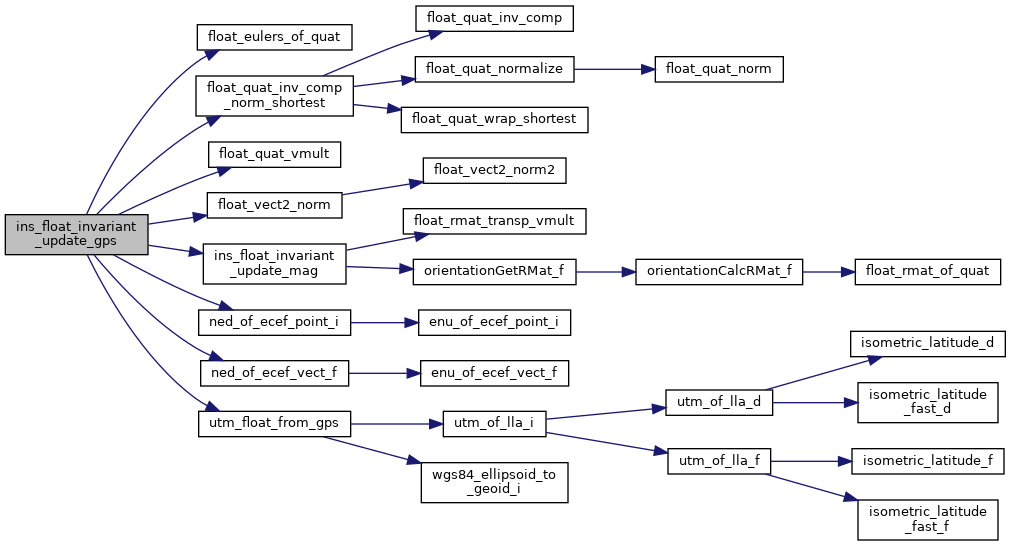 ins_float_invariant
_update_gps
float_eulers_of_quat
float_quat_inv_comp
_norm_shortest
float_quat_inv_comp
float_quat_normalize
float_quat_norm
float_quat_wrap_shortest
float_quat_vmult
float_vect2_norm
float_vect2_norm2
ins_float_invariant
_update_mag
float_rmat_transp_vmult
orientationGetRMat_f
orientationCalcRMat_f
float_rmat_of_quat
ned_of_ecef_point_i
enu_of_ecef_point_i
ned_of_ecef_vect_f
enu_of_ecef_vect_f
utm_float_from_gps
utm_of_lla_i
utm_of_lla_d
isometric_latitude_d
isometric_latitude
_fast_d
utm_of_lla_f
isometric_latitude_f
isometric_latitude
_fast_f
wgs84_ellipsoid_to
_geoid_i